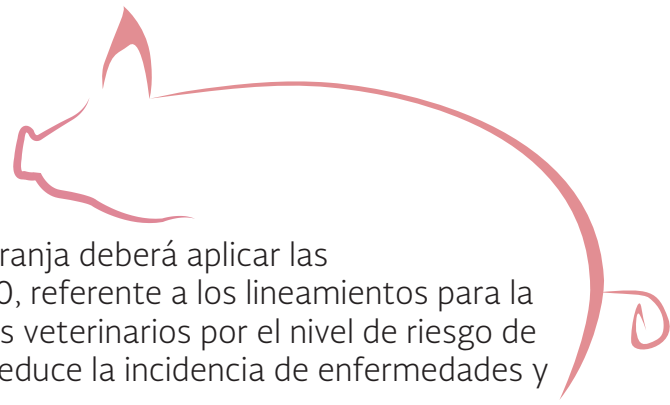 ranja deberá aplicar las
0, referente a los lineamientos para la
s veterinarios por el nivel de riesgo de
educe la incidencia de enfermedades y